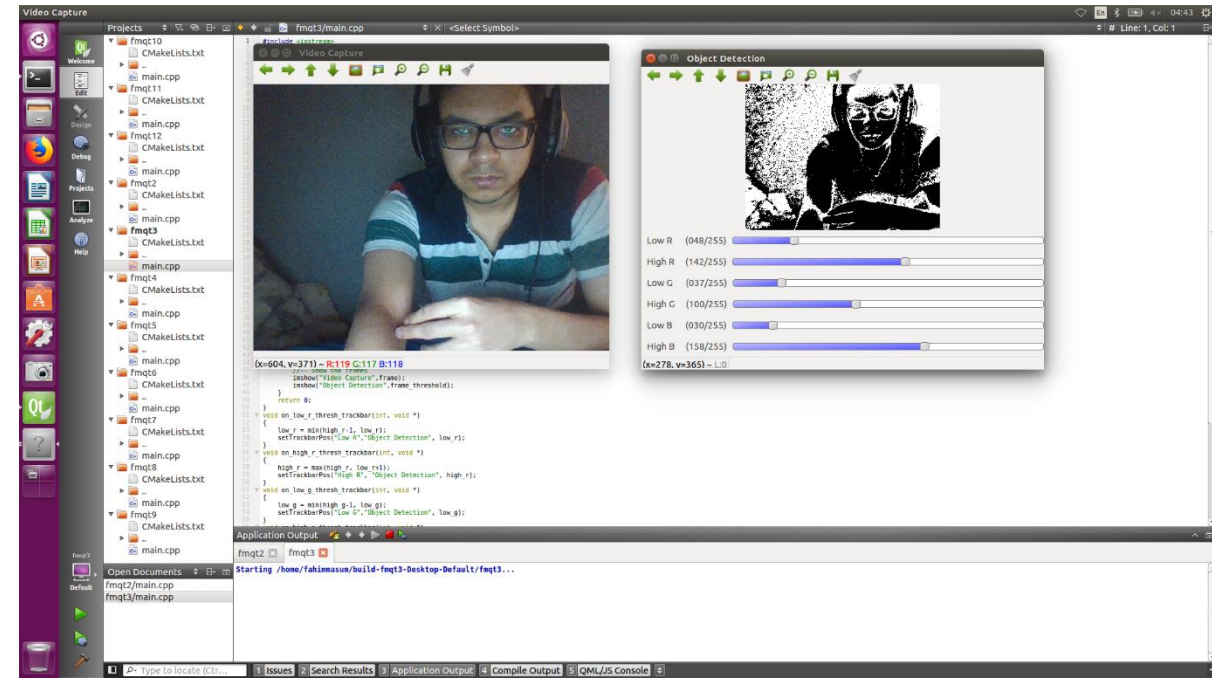 Video Capture
En
04:43
Projects
fmqt3/main.cpp
<Select Symbol>
# Line: 1, Col: 1
Welcome
Edit
Design
Debug
Projects
Analyze
Help
fmqt3
Default
fmqt10
CMakeLists.txt
..
main.cpp
fmqt11
CMakeLists.txt
..
main.cpp
fmqt12
CMakeLists.txt
..
main.cpp
fmqt2
CMakeLists.txt
..
main.cpp
fmqt3
CMakeLists.txt
..
main.cpp
fmqt4
CMakeLists.txt
..
main.cpp
fmqt5
CMakeLists.txt
..
main.cpp
fmqt6
CMakeLists.txt
..
main.cpp
fmqt7
CMakeLists.txt
..
main.cpp
fmqt8
CMakeLists.txt
..
main.cpp
fmqt9
CMakeLists.txt
..
main.cpp
Open Documents
fmqt2/main.cpp
fmqt3/main.cpp
1 #include <iostream>
Video Capture
(x=604, y=371) ~ R:119 G:117 B:118
Object Detection
Low R (048/255)
High R (142/255)
Low G (037/255)
High G (100/255)
Low B (030/255)
High B (158/255)
(x=278, y=365) ~ L:0
//-- Show the frames
imshow("Video Capture",frame);
imshow("Object Detection",frame_threshold);
}
return 0;
}
void on_low_r_thresh_trackbar(int, void *)
{
low_r = min(high_r-1, low_r);
setTrackbarPos("Low R","Object Detection", low_r);
}
void on_high_r_thresh_trackbar(int, void *)
{
high_r = max(high_r, low_r+1);
setTrackbarPos("High R", "Object Detection", high_r);
}
void on_low_g_thresh_trackbar(int, void *)
{
low_g = min(high_g-1, low_g);
setTrackbarPos("Low G","Object Detection", low_g);
}
Application Output
fmqt2
fmqt3
Starting /home/fahimmasum/build-fmqt3-Desktop-Default/fmqt3...
Type to locate (Ctr...
1 Issues
2 Search Results
3 Application Output
4 Compile Output
5 QML/JS Console